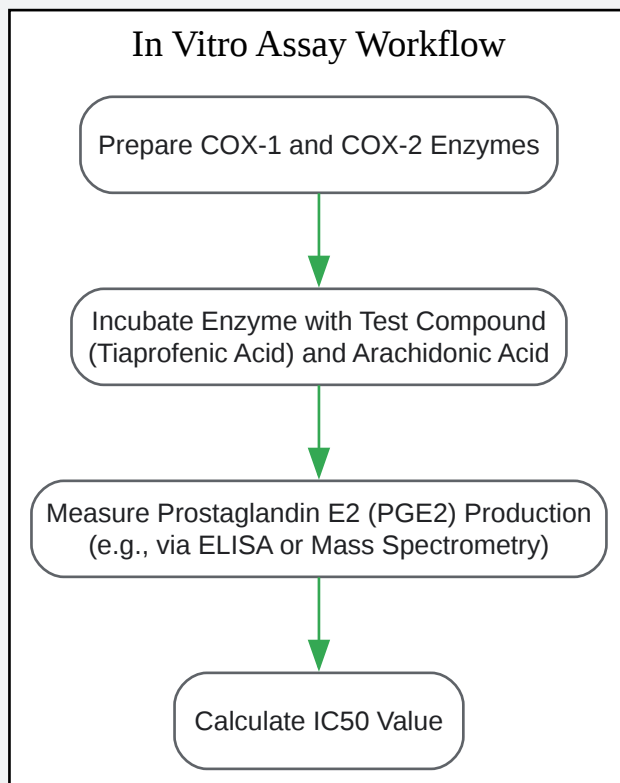 In Vitro Assay Workflow
Prepare COX-1 and COX-2 Enzymes
Incubate Enzyme with Test Compound
(Tiaprofenic Acid) and Arachidonic Acid
Measure Prostaglandin E2 (PGE2) Production
(e.g., via ELISA or Mass Spectrometry)
Calculate IC50 Value